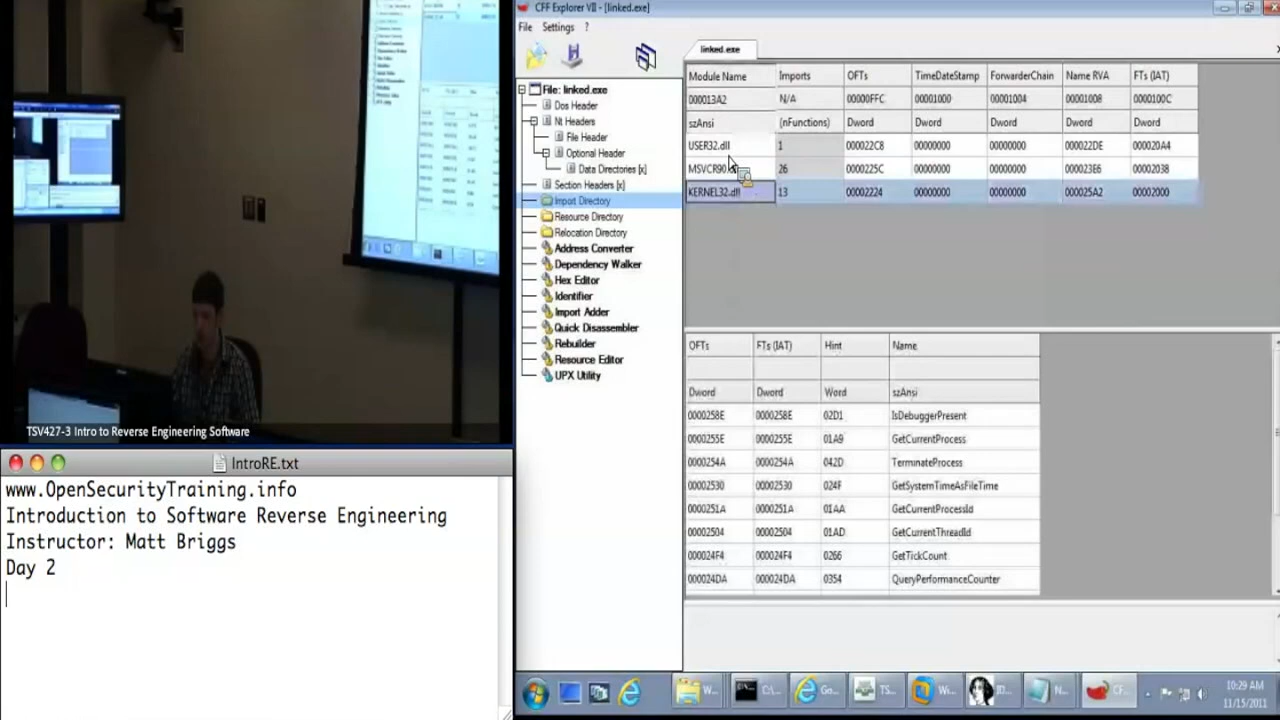 TSV427-3 Intro to Reverse Engineering Software
IntroRE.txt
www.OpenSecurityTraining.info
Introduction to Software Reverse Engineering
Instructor: Matt Briggs
Day 2
CFF Explorer VII - [linked.exe]
File Settings ?
linked.exe
File: linked.exe
Dos Header
Nt Headers
File Header
Optional Header
Data Directories [x]
Section Headers [x]
Import Directory
Resource Directory
Relocation Directory
Address Converter
Dependency Walker
Hex Editor
Identifier
Import Adder
Quick Disassembler
Rebuilder
Resource Editor
UPX Utility
Module Name Imports OFTs TimeDateStamp ForwarderChain Name RVA FTs (IAT)
000013A2 N/A 00000FFC 00001000 00001004 00001008 0000100C
szAnsi (nFunctions) Dword Dword Dword Dword Dword
USER32.dll 1 000022C8 00000000 00000000 000022DE 000020A4
MSVCR90. 26 0000225C 00000000 00000000 000023E6 00002038
KERNEL32.dll 13 00002224 00000000 00000000 000025A2 00002000
OFTs FTs (IAT) Hint Name
Dword Dword Word szAnsi
0000258E 0000258E 02D1 IsDebuggerPresent
0000255E 0000255E 01A9 GetCurrentProcess
0000254A 0000254A 042D TerminateProcess
00002530 00002530 024F GetSystemTimeAsFileTime
0000251A 0000251A 01AA GetCurrentProcessId
00002504 00002504 01AD GetCurrentThreadId
000024F4 000024F4 0266 GetTickCount
000024DA 000024DA 0354 QueryPerformanceCounter
W... C:\... Go... TS... Wi... N... CF...
10:29 AM
11/15/2011